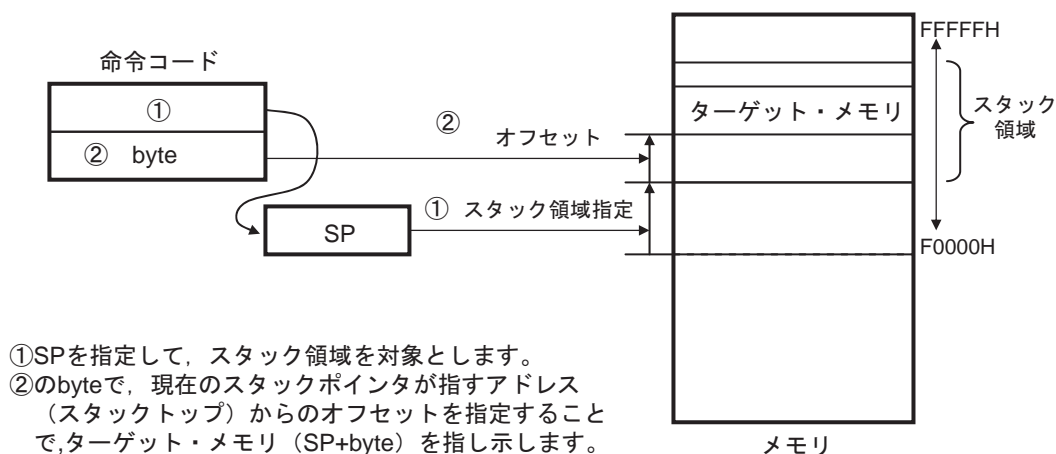 FFFFFH
命令コード
①
②
ターゲット・メモリ
スタック
領域
オフセット
② byte
① スタック領域指定
SP
F0000H
①SPを指定して，スタック領域を対象とします。
②のbyteで，現在のスタックポインタが指すアドレス
（スタックトップ）からのオフセットを指定すること
で,ターゲット・メモリ（SP+byte）を指し示します。
メモリ